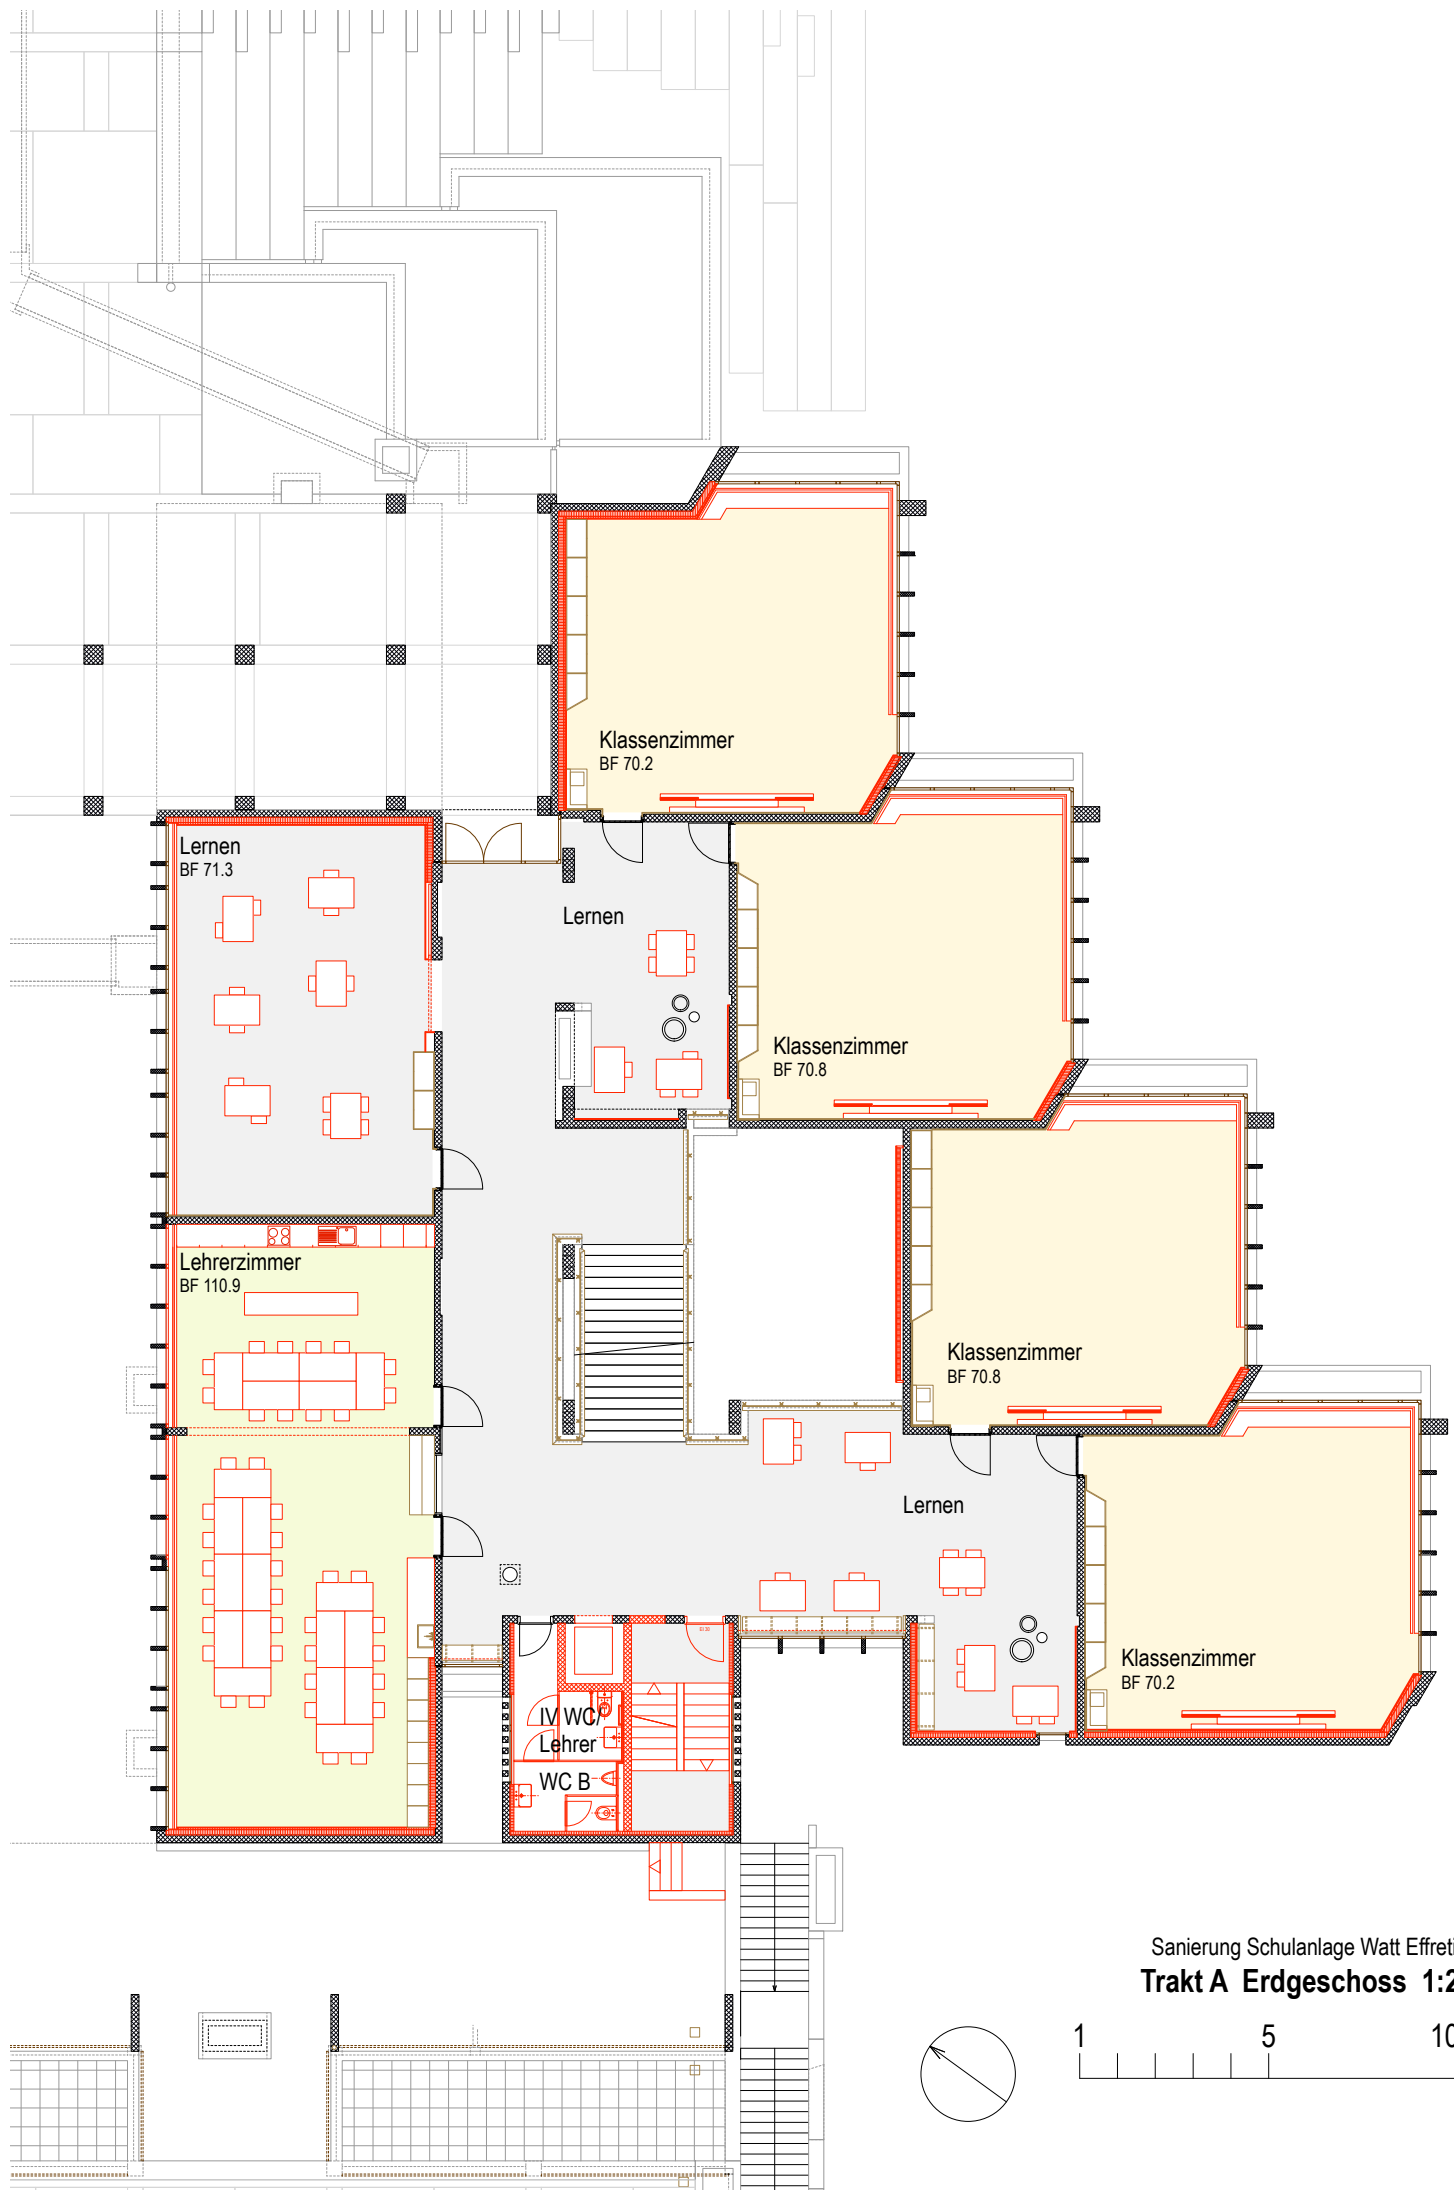 Klassenzimmer
BF 70.2
Lernen
BF 71.3
Lernen
Klassenzimmer
BF 70.8
Lehrerzimmer
BF 110.9
Klassenzimmer
BF 70.8
Lernen
EI 30
Klassenzimmer
BF 70.2
IV WC/
Lehrer
WC B
Sanierung Schulanlage Watt Effreti
Trakt A Erdgeschoss 1:2
1 5 10